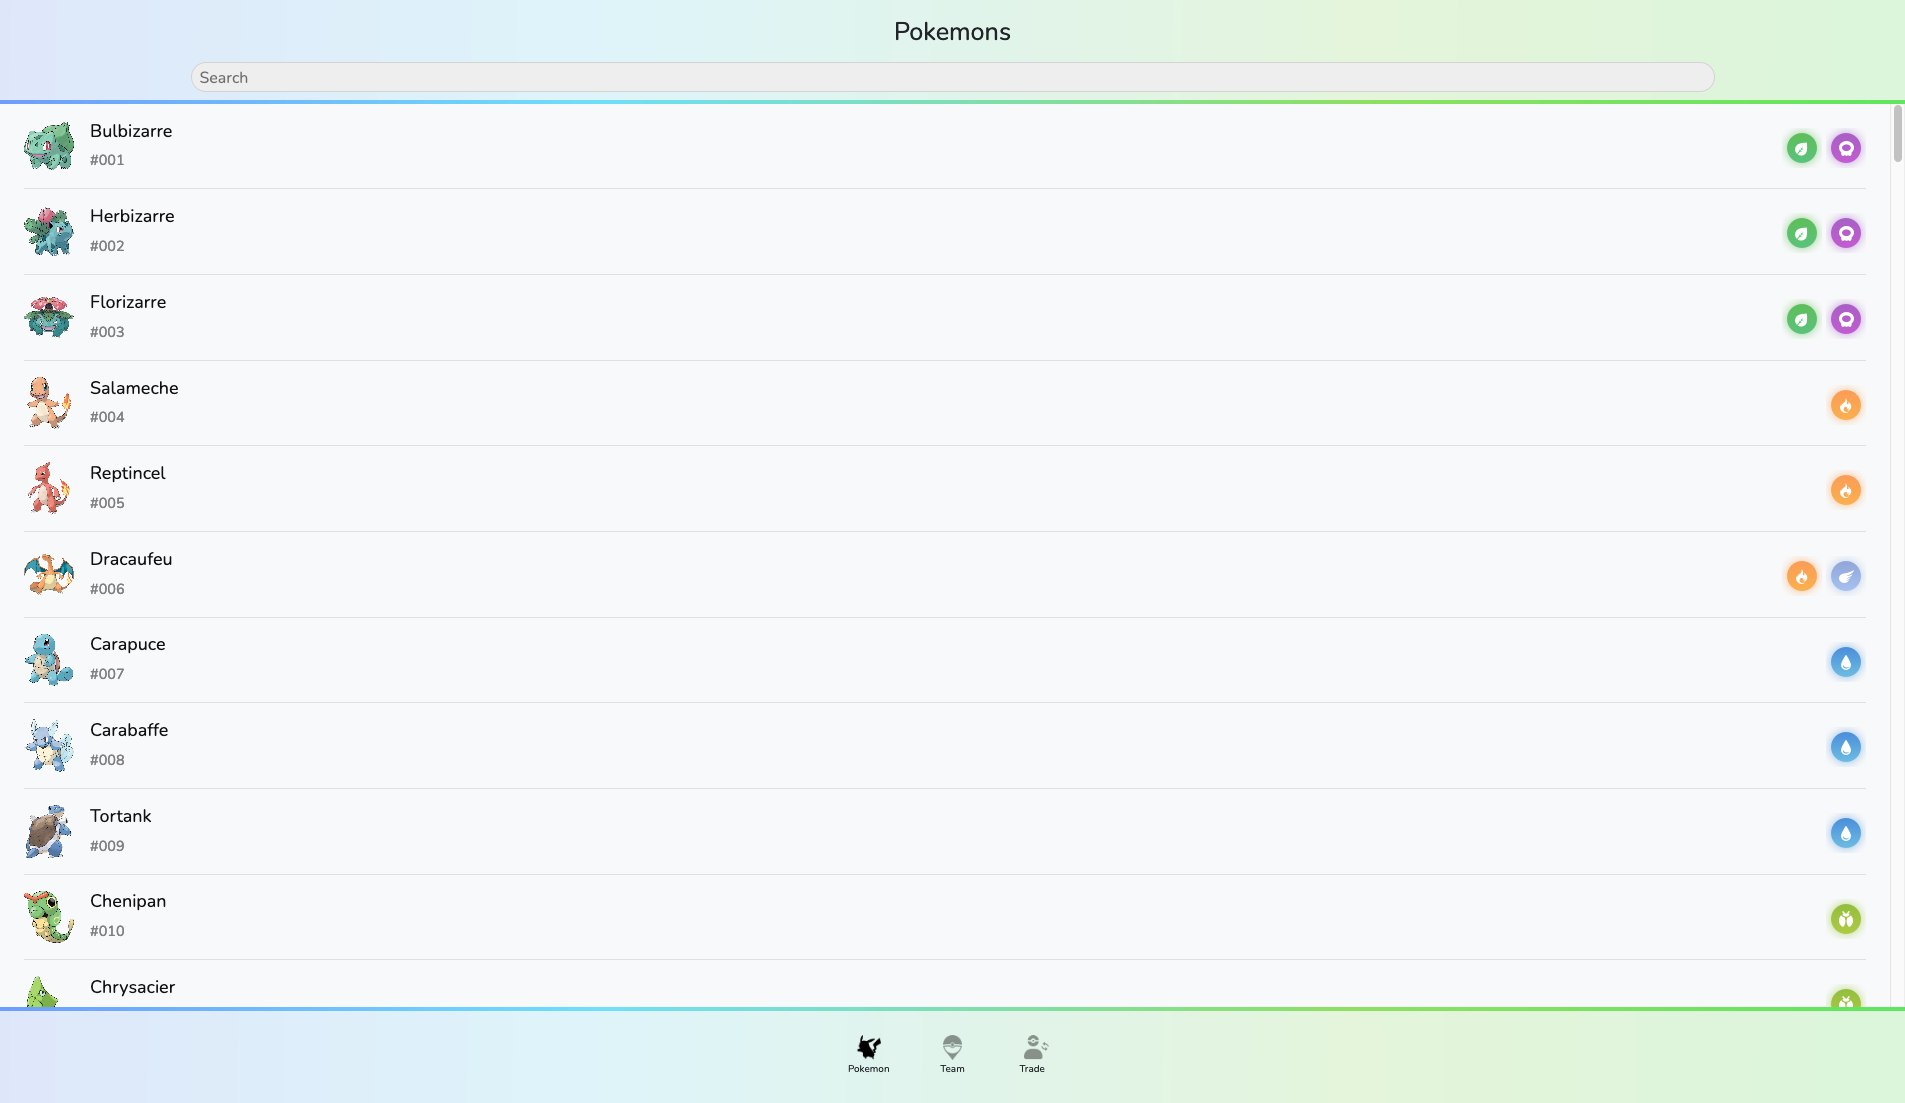 Pokemons
Search
Bulbizarre
#001
Herbizarre
#002
Florizarre
#003
Salameche
#004
Reptincel
#005
Dracaufeu
#006
Carapuce
#007
Carabaffe
#008
Tortank
#009
Chenipan
#010
Chrysacier
Pokemon
Team
Trade